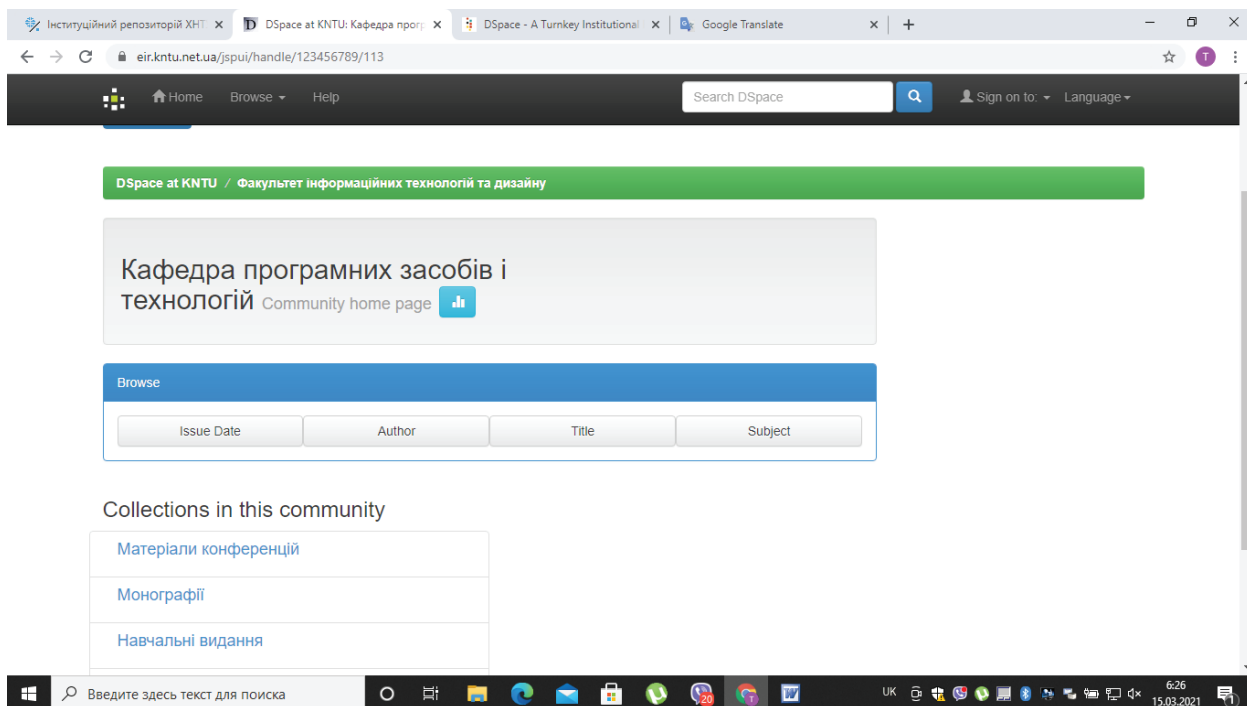 Інституційний репозиторій ХНТ
DSpace at KNTU: Кафедра прогр
DSpace - A Turnkey Institutional
Google Translate
eir.kntu.net.ua/jspui/handle/123456789/113
T
Home Browse Help
Search DSpace
Sign on to: Language
DSpace at KNTU / Факультет інформаційних технологій та дизайну
Кафедра програмних засобів і
технологій Community home page
Browse
Issue Date Author Title Subject
Collections in this community
Матеріали конференцій
Монографії
Навчальні видання
Введите здесь текст для поиска
20
T
W
UK
6:26
15.03.2021
1